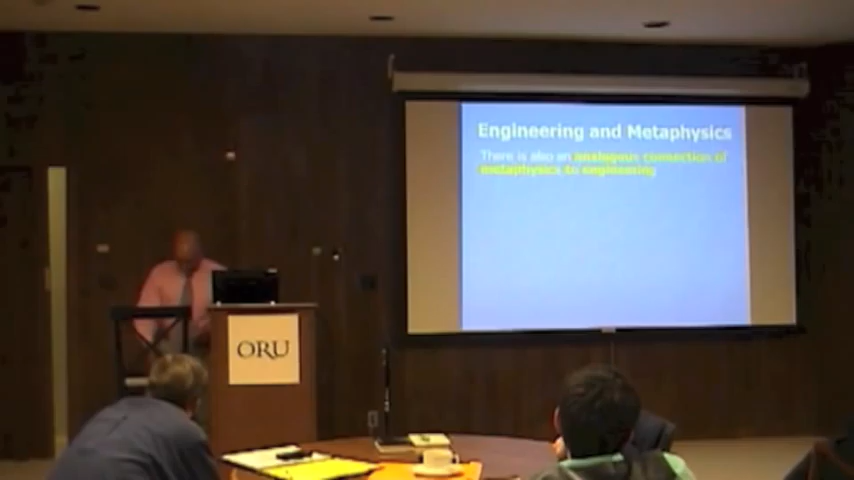 Engineering and Metaphysics
There is also an analogous connection of
metaphysics to engineering
ORU